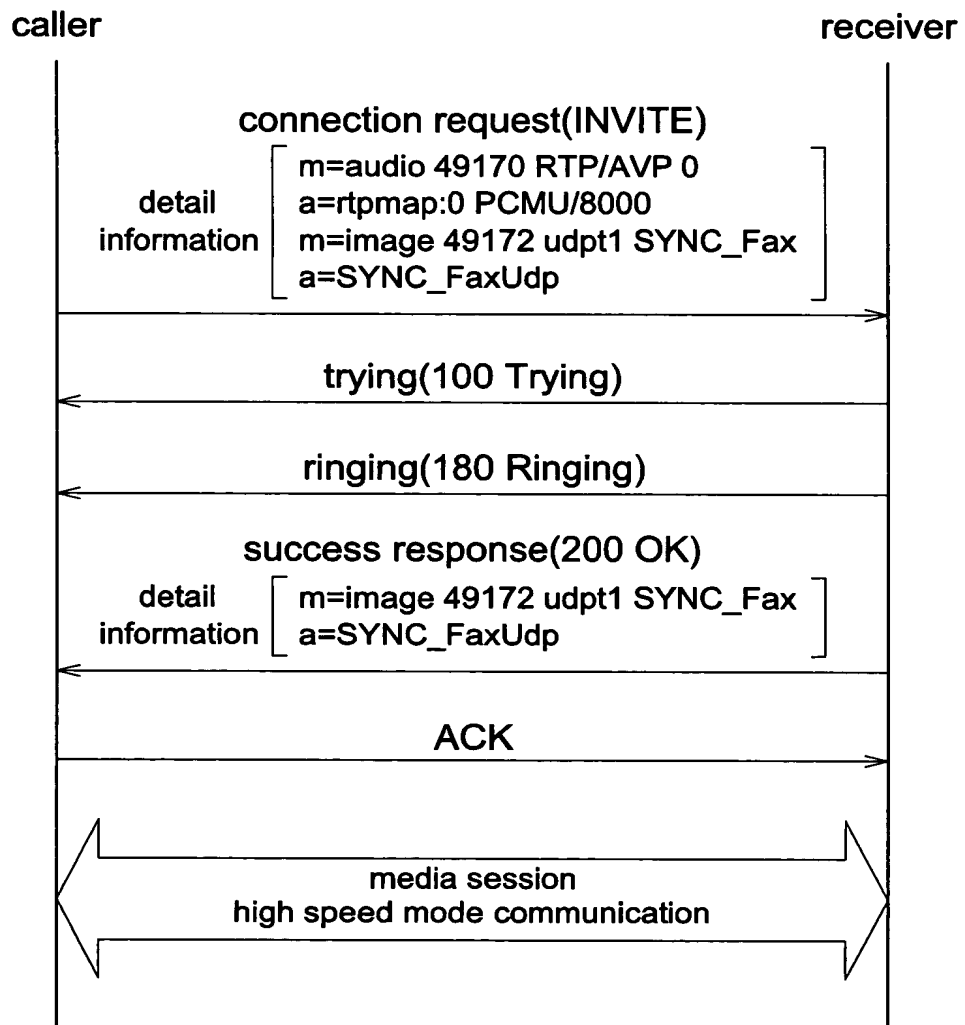 caller
receiver
connection request(INVITE)
detail
information
m=audio 49170 RTP/AVP 0
a=rtpmap:0 PCMU/8000
m=image 49172 udpt1 SYNC_Fax
a=SYNC_FaxUdp
trying(100 Trying)
ringing(180 Ringing)
success response(200 OK)
detail
information
m=image 49172 udpt1 SYNC_Fax
a=SYNC_FaxUdp
ACK
media session
high speed mode communication